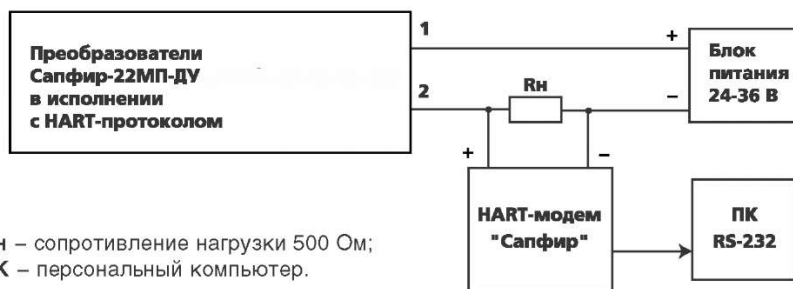 Преобразователи
Сапфир-22МП-ДУ
в исполнении
с HART-протоколом
1
2
+
–
Rн
Блок
питания
24-36 В
+
–
HART-модем
"Сапфир"
ПК
RS-232
н – сопротивление нагрузки 500 Ом;
К – персональный компьютер.